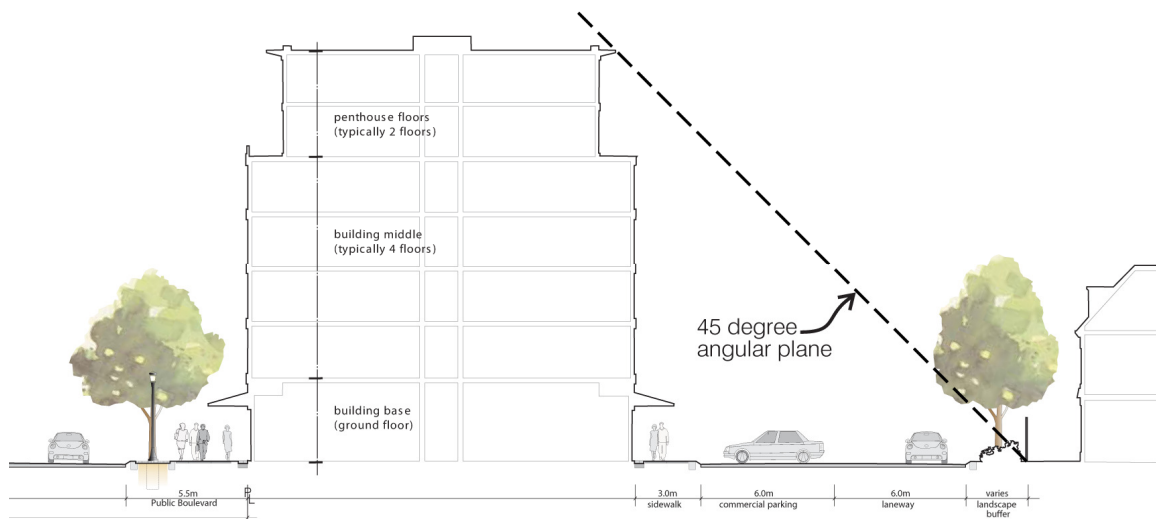 penthouse floors
(typically 2 floors)
building middle
(typically 4 floors)
45 degree
angular plane
building base
(ground floor)
5.5m
Public Boulevard
PL
3.0m
sidewalk
6.0m
commercial parking
6.0m
laneway
varies
landscape
buffer